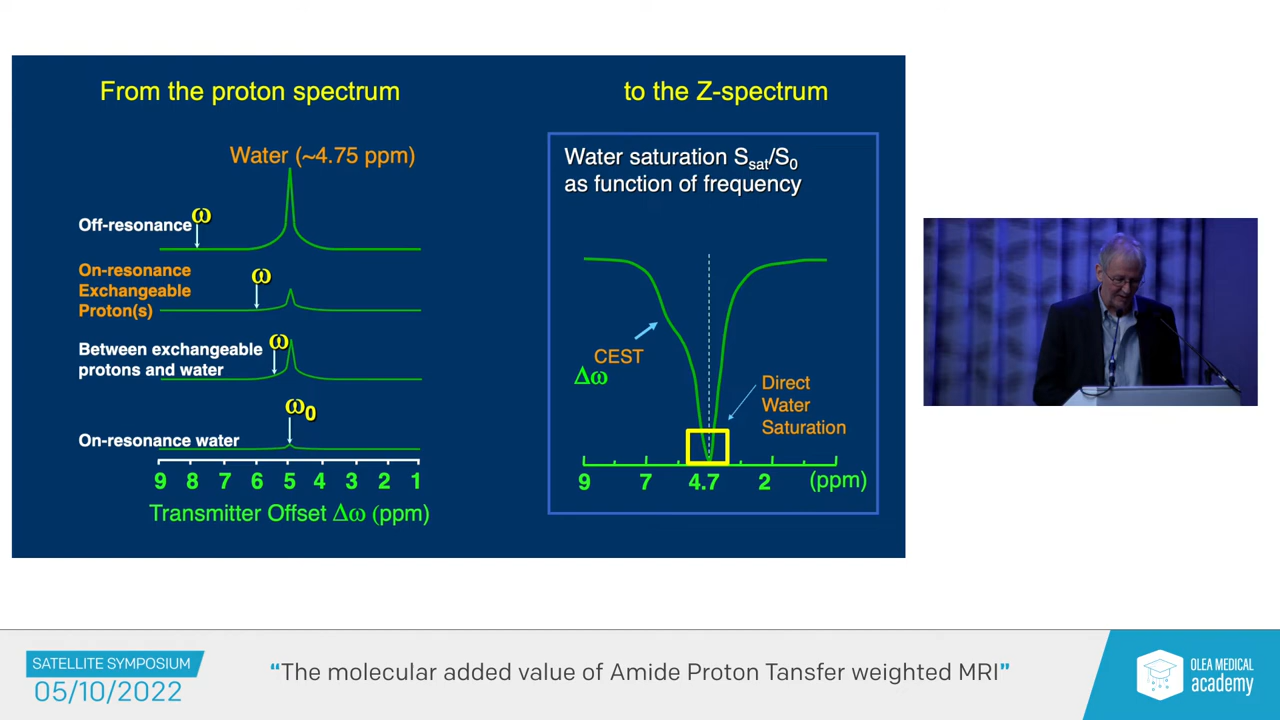 From the proton spectrum
to the Z-spectrum
Water (~4.75 ppm)
Off-resonance
ω
On-resonance
Exchangeable
Proton(s)
ω
Between exchangeable
protons and water
ω
On-resonance water
ω0
9 8 7 6 5 4 3 2 1
Transmitter Offset Δω (ppm)
Water saturation Ssat/S0
as function of frequency
CEST
Δω
Direct
Water
Saturation
9 7 4.7 2 (ppm)
SATELLITE SYMPOSIUM
05/10/2022
“The molecular added value of Amide Proton Tansfer weighted MRI”
OLEA MEDICAL
academy